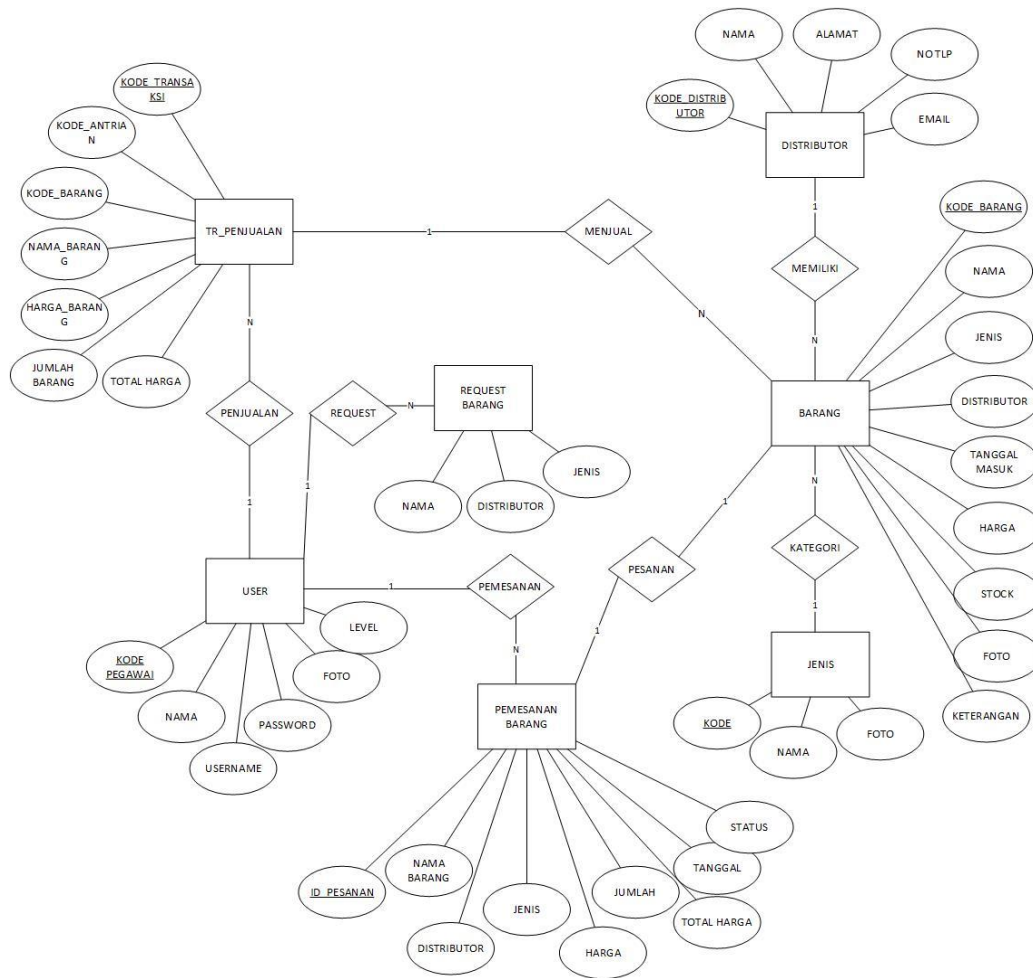 NAMA
ALAMAT
NO TLP
KODE_DISTRIB
UTOR
EMAIL
DISTRIBUTOR
KODE_TRANSA
KSI
KODE_ANTRIA
N
KODE_BARANG
NAMA_BARAN
G
HARGA_BARAN
G
JUMLAH
BARANG
TOTAL HARGA
TR_PENJUALAN
1
MENJUAL
N
1
MEMILIKI
N
KODE_BARANG
NAMA
JENIS
DISTRIBUTOR
TANGGAL
MASUK
HARGA
STOCK
FOTO
KETERANGAN
BARANG
N
PENJUALAN
1
REQUEST
N
1
REQUEST
BARANG
NAMA
DISTRIBUTOR
JENIS
N
KATEGORI
1
JENIS
KODE
NAMA
FOTO
1
PESANAN
1
USER
1
PEMESANAN
N
KODE
PEGAWAI
NAMA
USERNAME
PASSWORD
FOTO
LEVEL
PEMESANAN
BARANG
ID_PESANAN
NAMA
BARANG
DISTRIBUTOR
JENIS
HARGA
JUMLAH
TOTAL HARGA
TANGGAL
STATUS